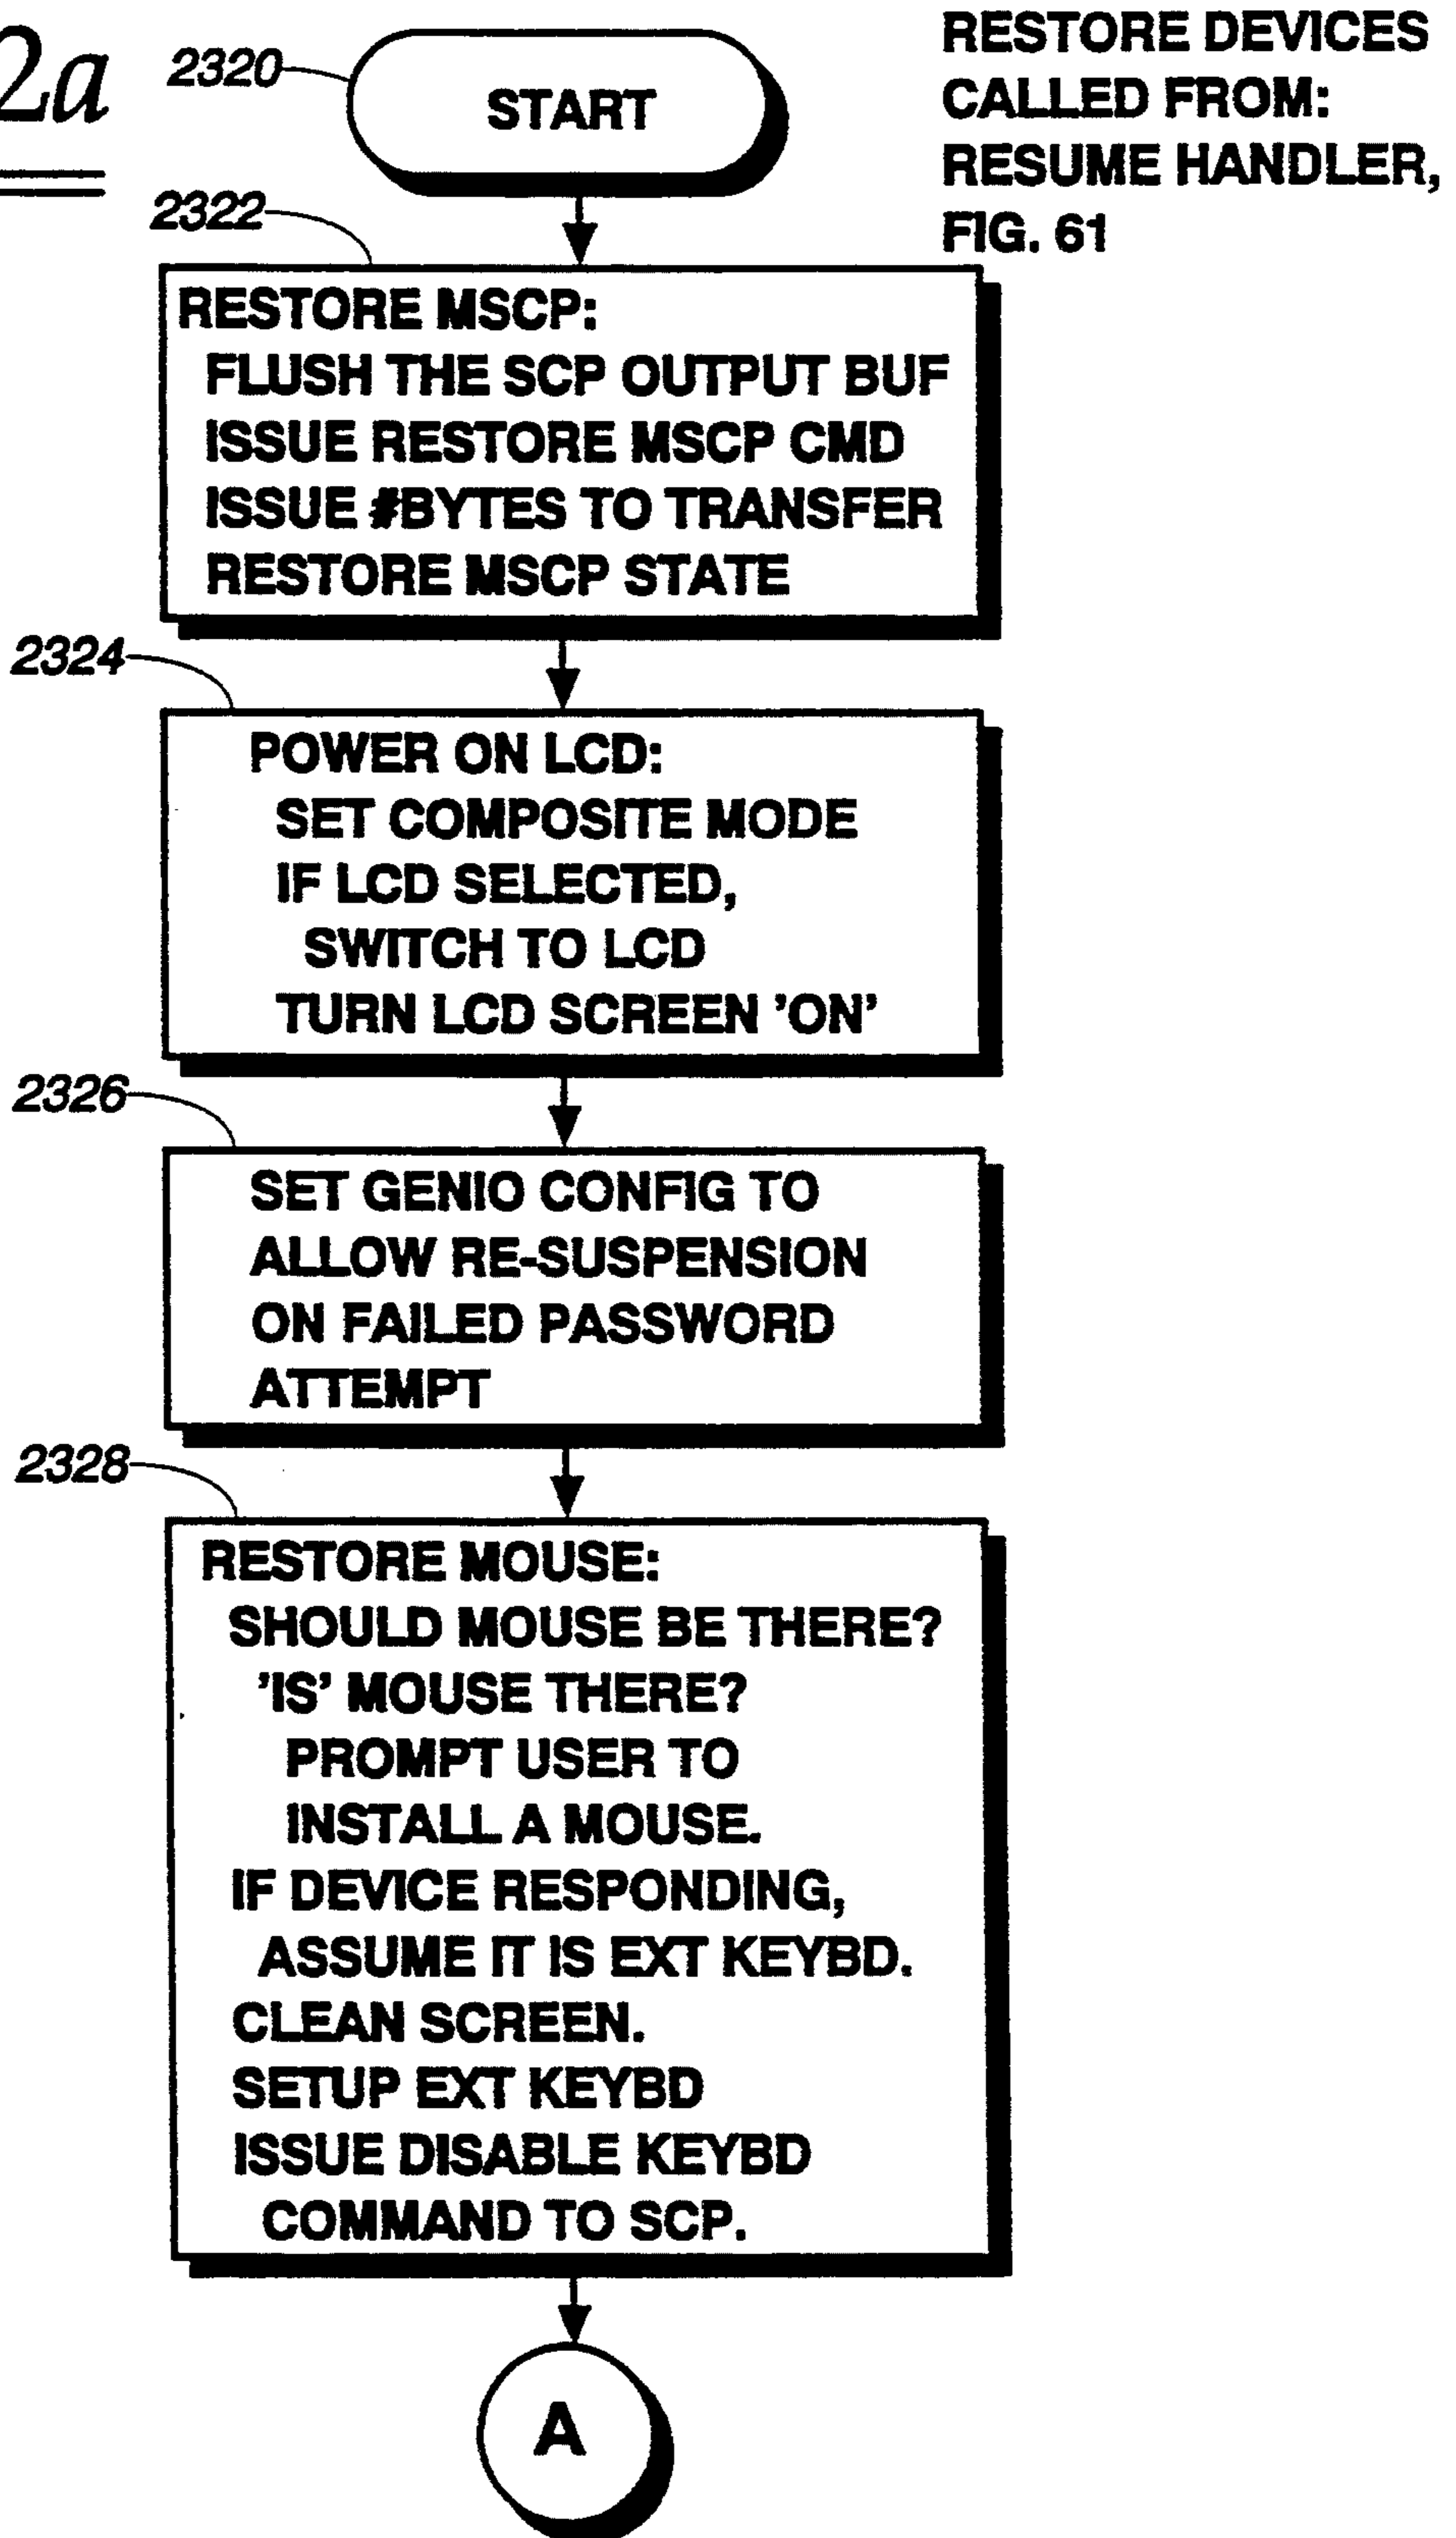 2a
RESTORE DEVICES
CALLED FROM:
RESUME HANDLER,
FIG. 61
2320
START
2322
RESTORE MSCP:
FLUSH THE SCP OUTPUT BUF
ISSUE RESTORE MSCP CMD
ISSUE #BYTES TO TRANSFER
RESTORE MSCP STATE
2324
POWER ON LCD:
SET COMPOSITE MODE
IF LCD SELECTED,
SWITCH TO LCD
TURN LCD SCREEN 'ON'
2326
SET GENIO CONFIG TO
ALLOW RE-SUSPENSION
ON FAILED PASSWORD
ATTEMPT
2328
RESTORE MOUSE:
SHOULD MOUSE BE THERE?
'IS' MOUSE THERE?
PROMPT USER TO
INSTALL A MOUSE.
IF DEVICE RESPONDING,
ASSUME IT IS EXT KEYBD.
CLEAN SCREEN.
SETUP EXT KEYBD
ISSUE DISABLE KEYBD
COMMAND TO SCP.
A